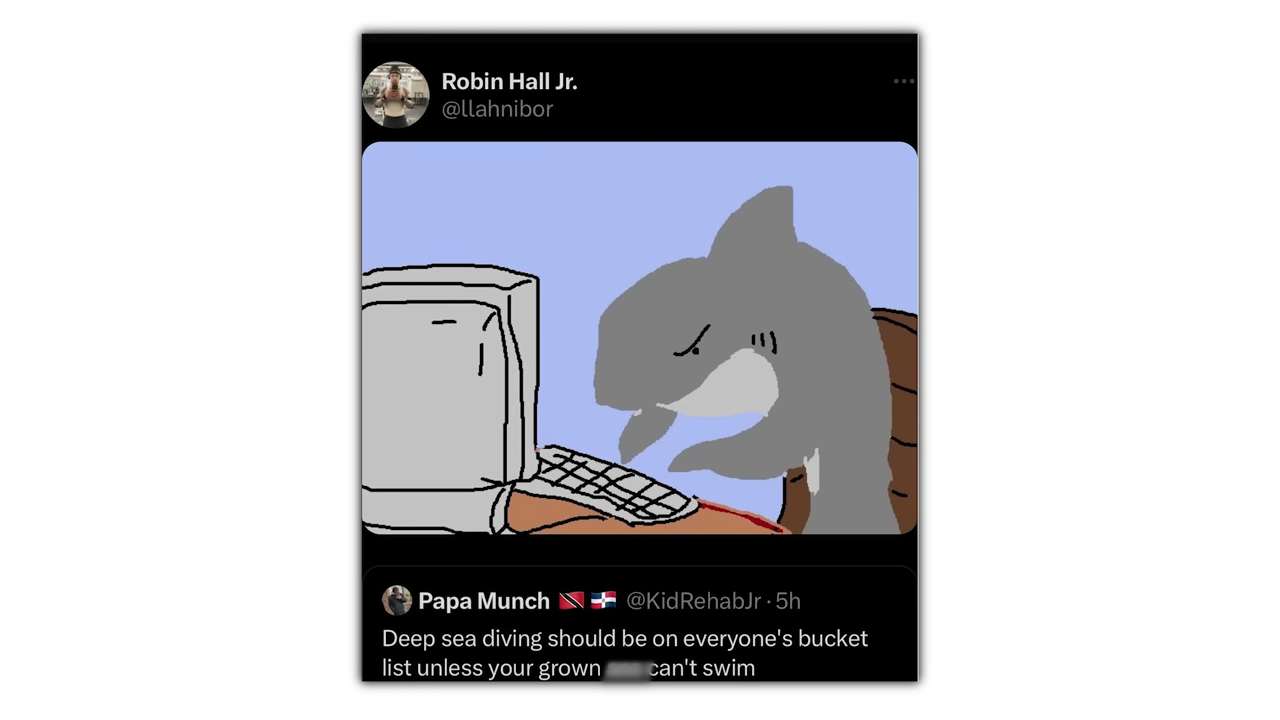 Robin Hall Jr.
@llahnibor
Papa Munch 🇹🇹 🇩🇴 @KidRehabJr · 5h
Deep sea diving should be on everyone's bucket
list unless your grown can't swim